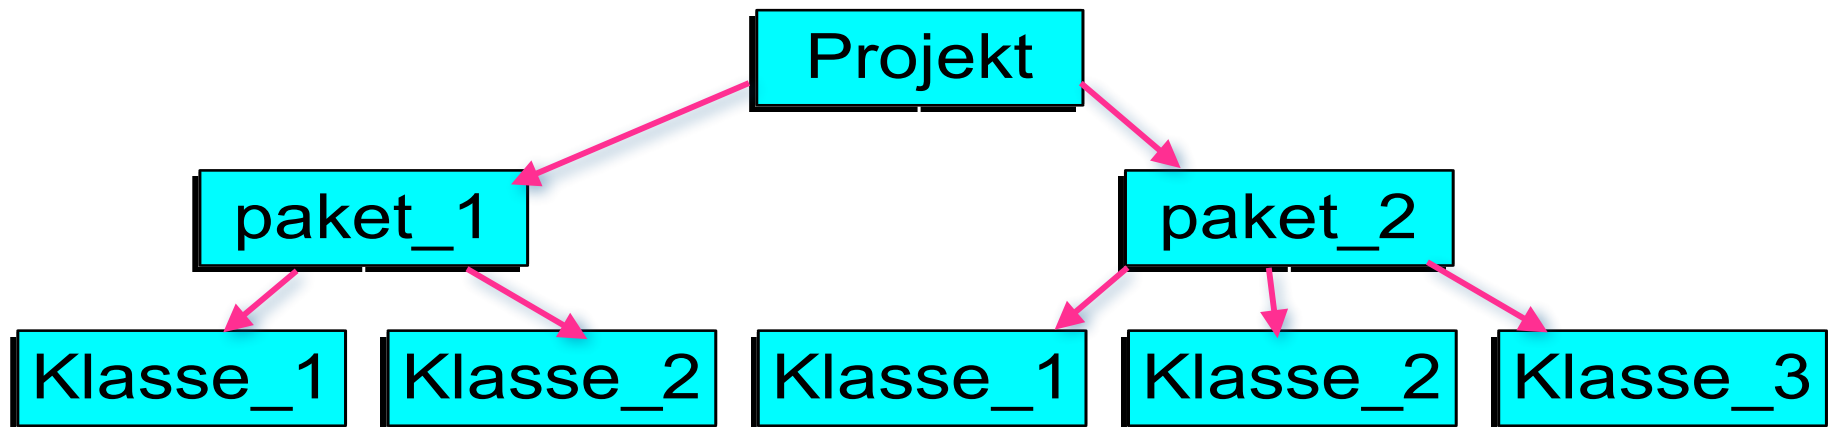 Projekt
paket_1
paket_2
Klasse_1
Klasse_2
Klasse_1
Klasse_2
Klasse_3